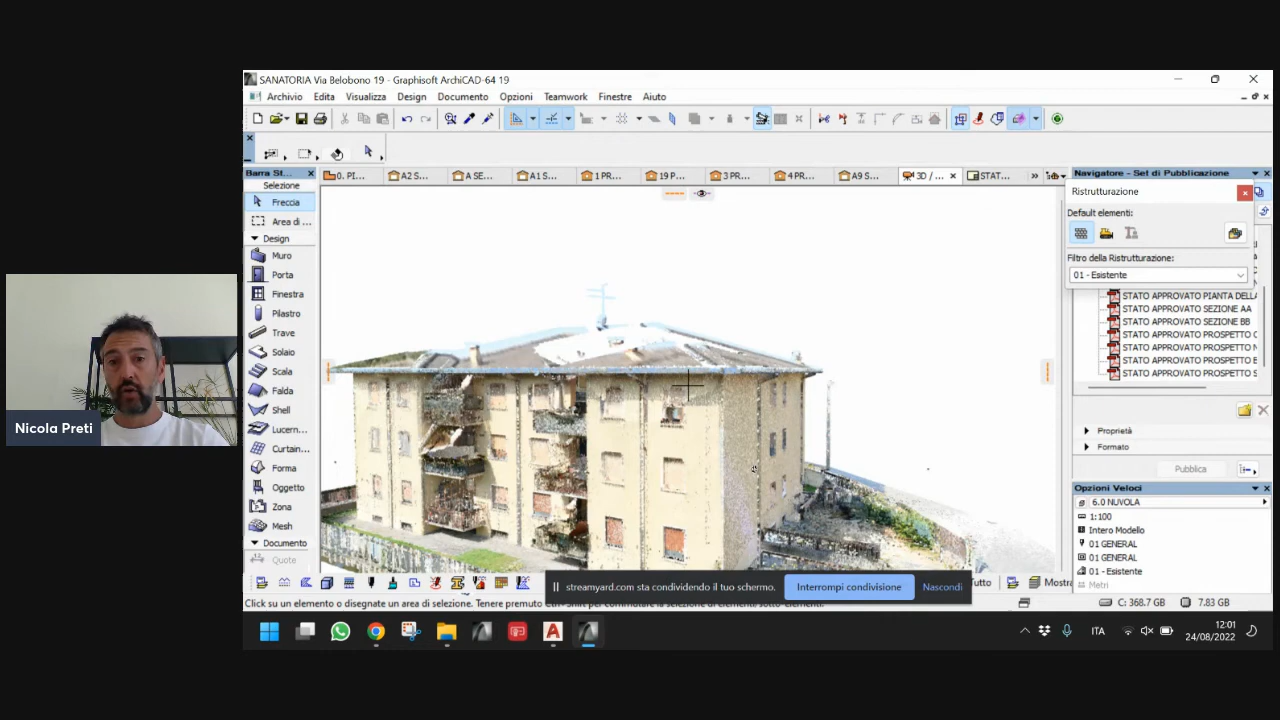 SANATORIA Via Belobono 19 - Graphisoft ArchiCAD-64 19
Archivio Edita Visualizza Design Documento Opzioni Teamwork Finestre Aiuto
Barra St...
0. PI...
A2 S...
A SE...
A1 S...
1 PR...
19 P...
3 PR...
4 PR...
A9 S...
3D / ...
STAT...
Navigatore - Set di Pubblicazione
Selezione
Freccia
Area di ...
Design
Muro
Porta
Finestra
Pilastro
Trave
Solaio
Scala
Falda
Shell
Lucern...
Curtain...
Forma
Oggetto
Zona
Mesh
Documento
Quote
Ristrutturazione
Default elementi:
Filtro della Ristrutturazione:
01 - Esistente
STATO APPROVATO PIANTA DELLA
STATO APPROVATO SEZIONE AA
STATO APPROVATO SEZIONE BB
STATO APPROVATO PROSPETTO
STATO APPROVATO PROSPETTO
STATO APPROVATO PROSPETTO
STATO APPROVATO PROSPETTO S
Proprietà
Formato
Pubblica
Opzioni Veloci
6.0 NUVOLA
1:100
Intero Modello
01 GENERAL
01 GENERAL
01 - Esistente
Metri
Nicola Preti
streamyard.com sta condividendo il tuo schermo.
Interrompi condivisione
Nascondi
Mostra
Click su un elemento o disegnate un area di selezione. Tenere premuto
C: 368.7 GB
7.83 GB
ITA
12:01
24/08/2022